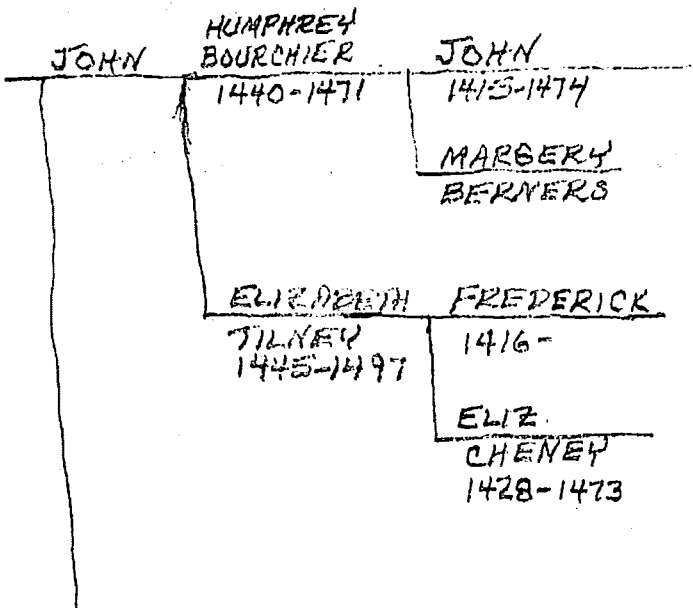 JOHN
HUMPHREY
BOURCHIER
1440-1471
JOHN
1415-1474
MARGERY
BERNERS
ELIZABETH
TILNEY
1445-1497
FREDERICK
1416-
ELIZ.
CHENEY
1428-1473